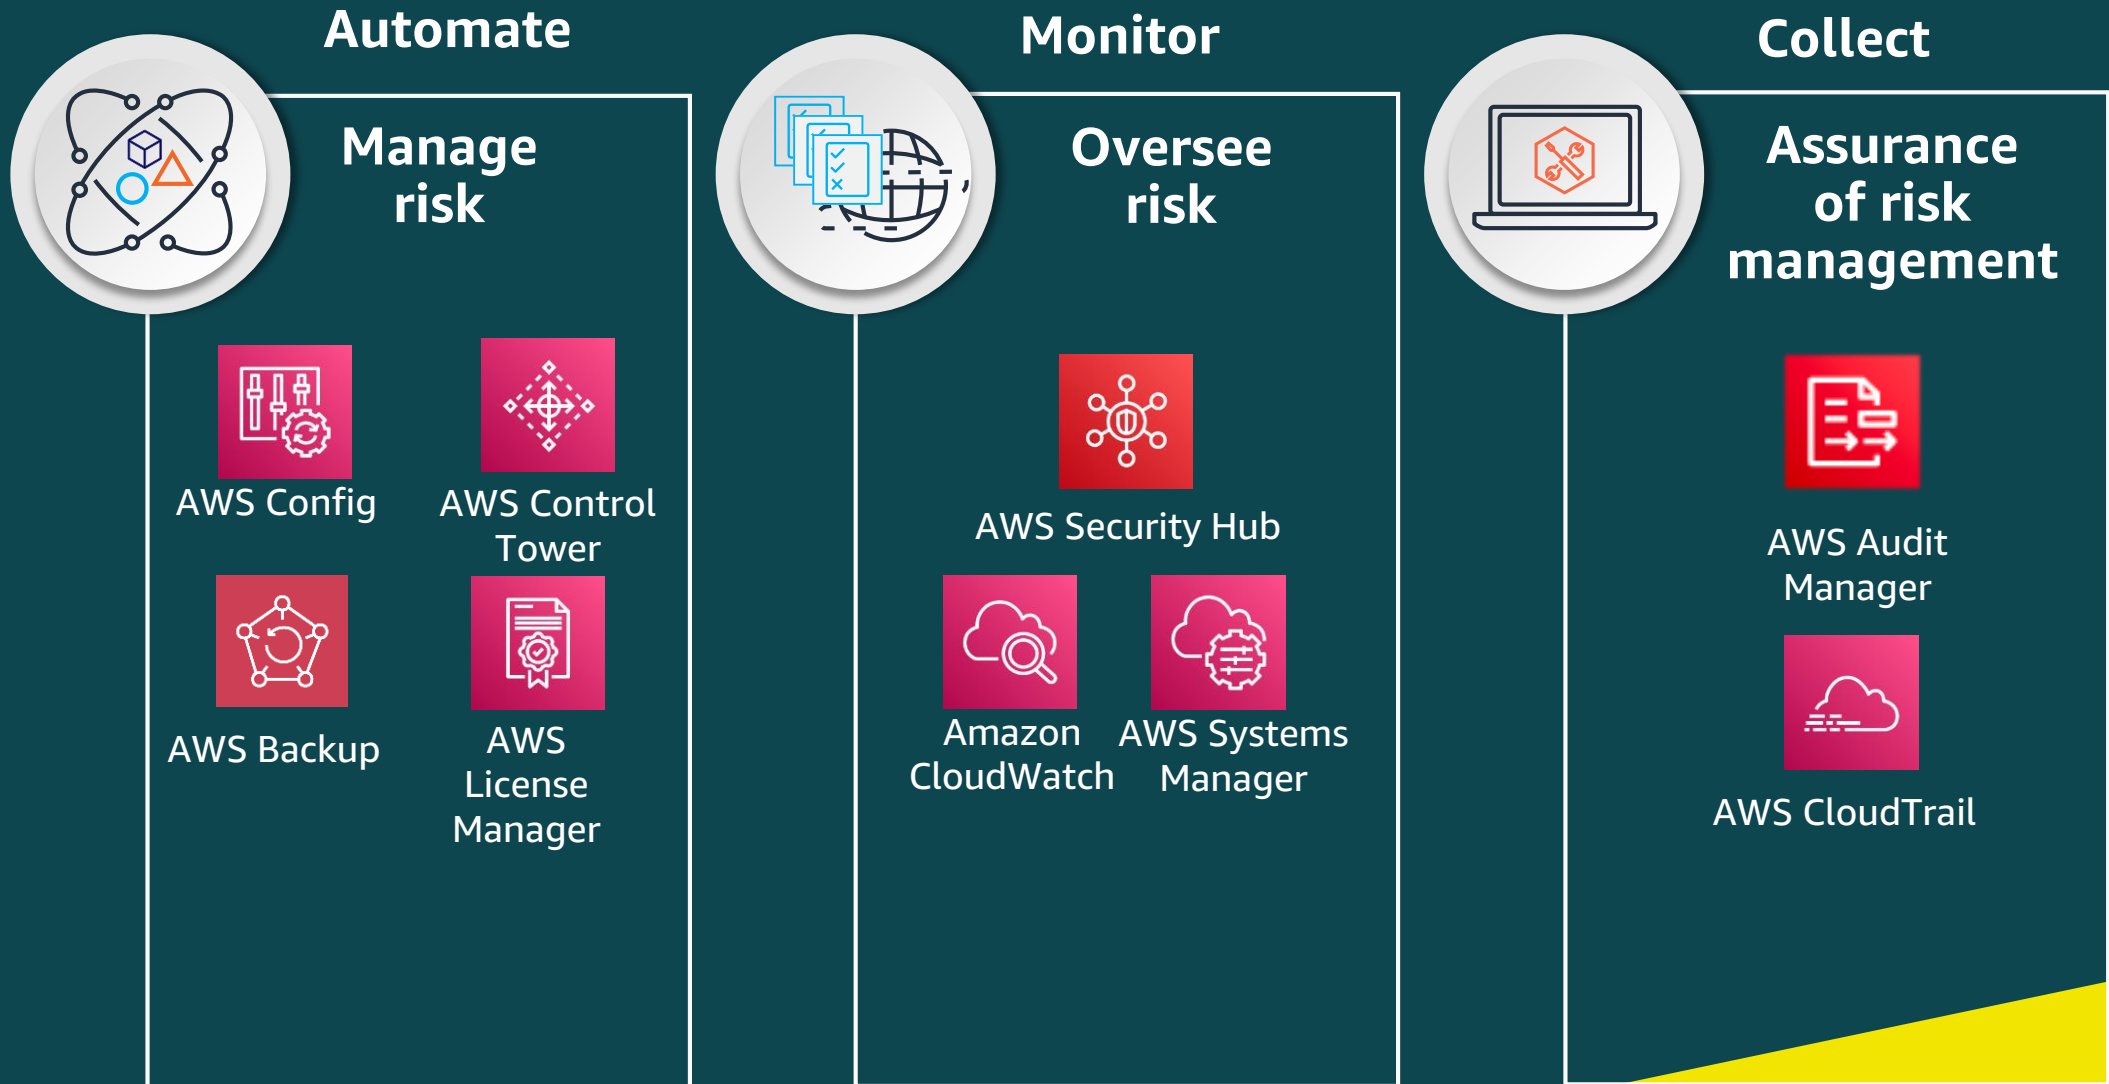 Automate
Manage
risk
AWS Config
AWS Control
Tower
AWS Backup
AWS
License
Manager
Monitor
Oversee
risk
AWS Security Hub
Amazon
CloudWatch
AWS Systems
Manager
Collect
Assurance
of risk
management
AWS Audit
Manager
AWS CloudTrail